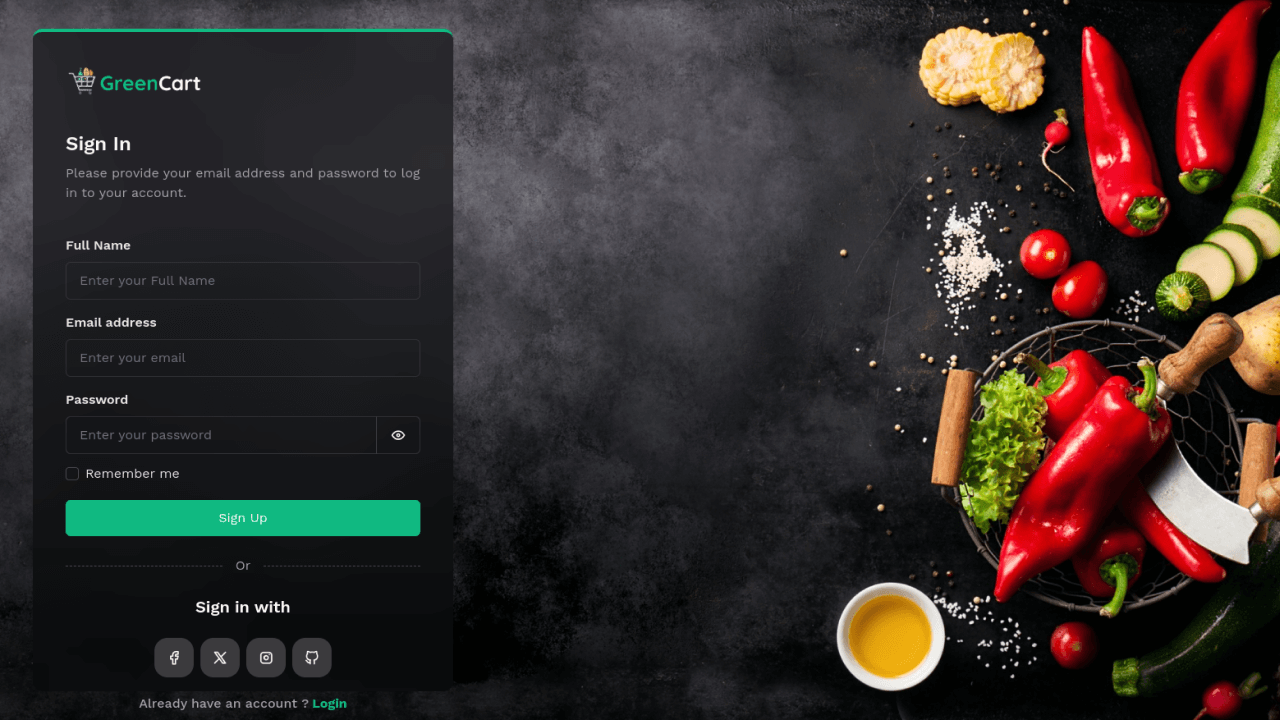 GreenCart
Sign In
Please provide your email address and password to log
in to your account.
Full Name
Enter your Full Name
Email address
Enter your email
Password
Enter your password
Remember me
Sign Up
Or
Sign in with
Already have an account ? Login